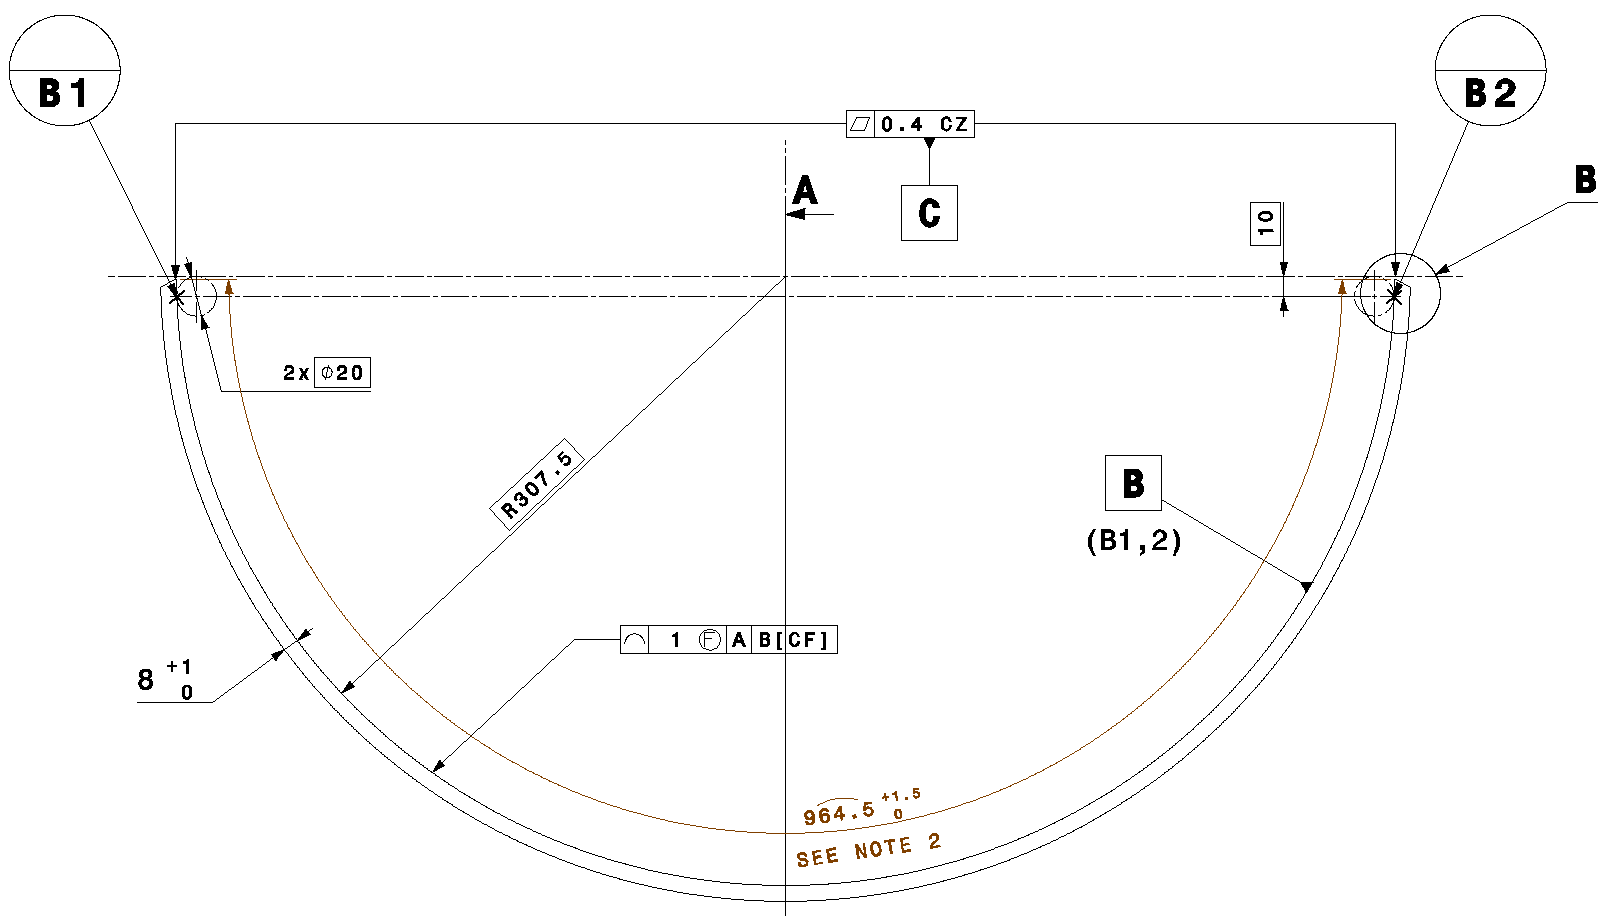 B1
B2
⏥ 0.4 CZ
A
B
C
10
2x ⌀20
R307.5
B
(B1,2)
⌒ 1 Ⓕ A B[CF]
8 +1 0
964.5 +1.5 0
SEE NOTE 2